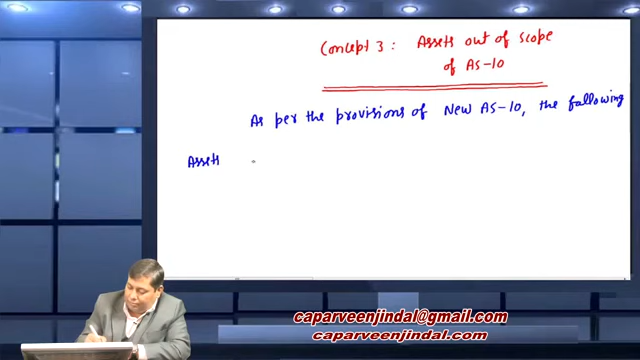 Concept 3 : Assets out of scope
of AS-10
As per the provisions of New AS-10, the following
Assets
caparveenjindal@gmail.com
caparveenjindal.com